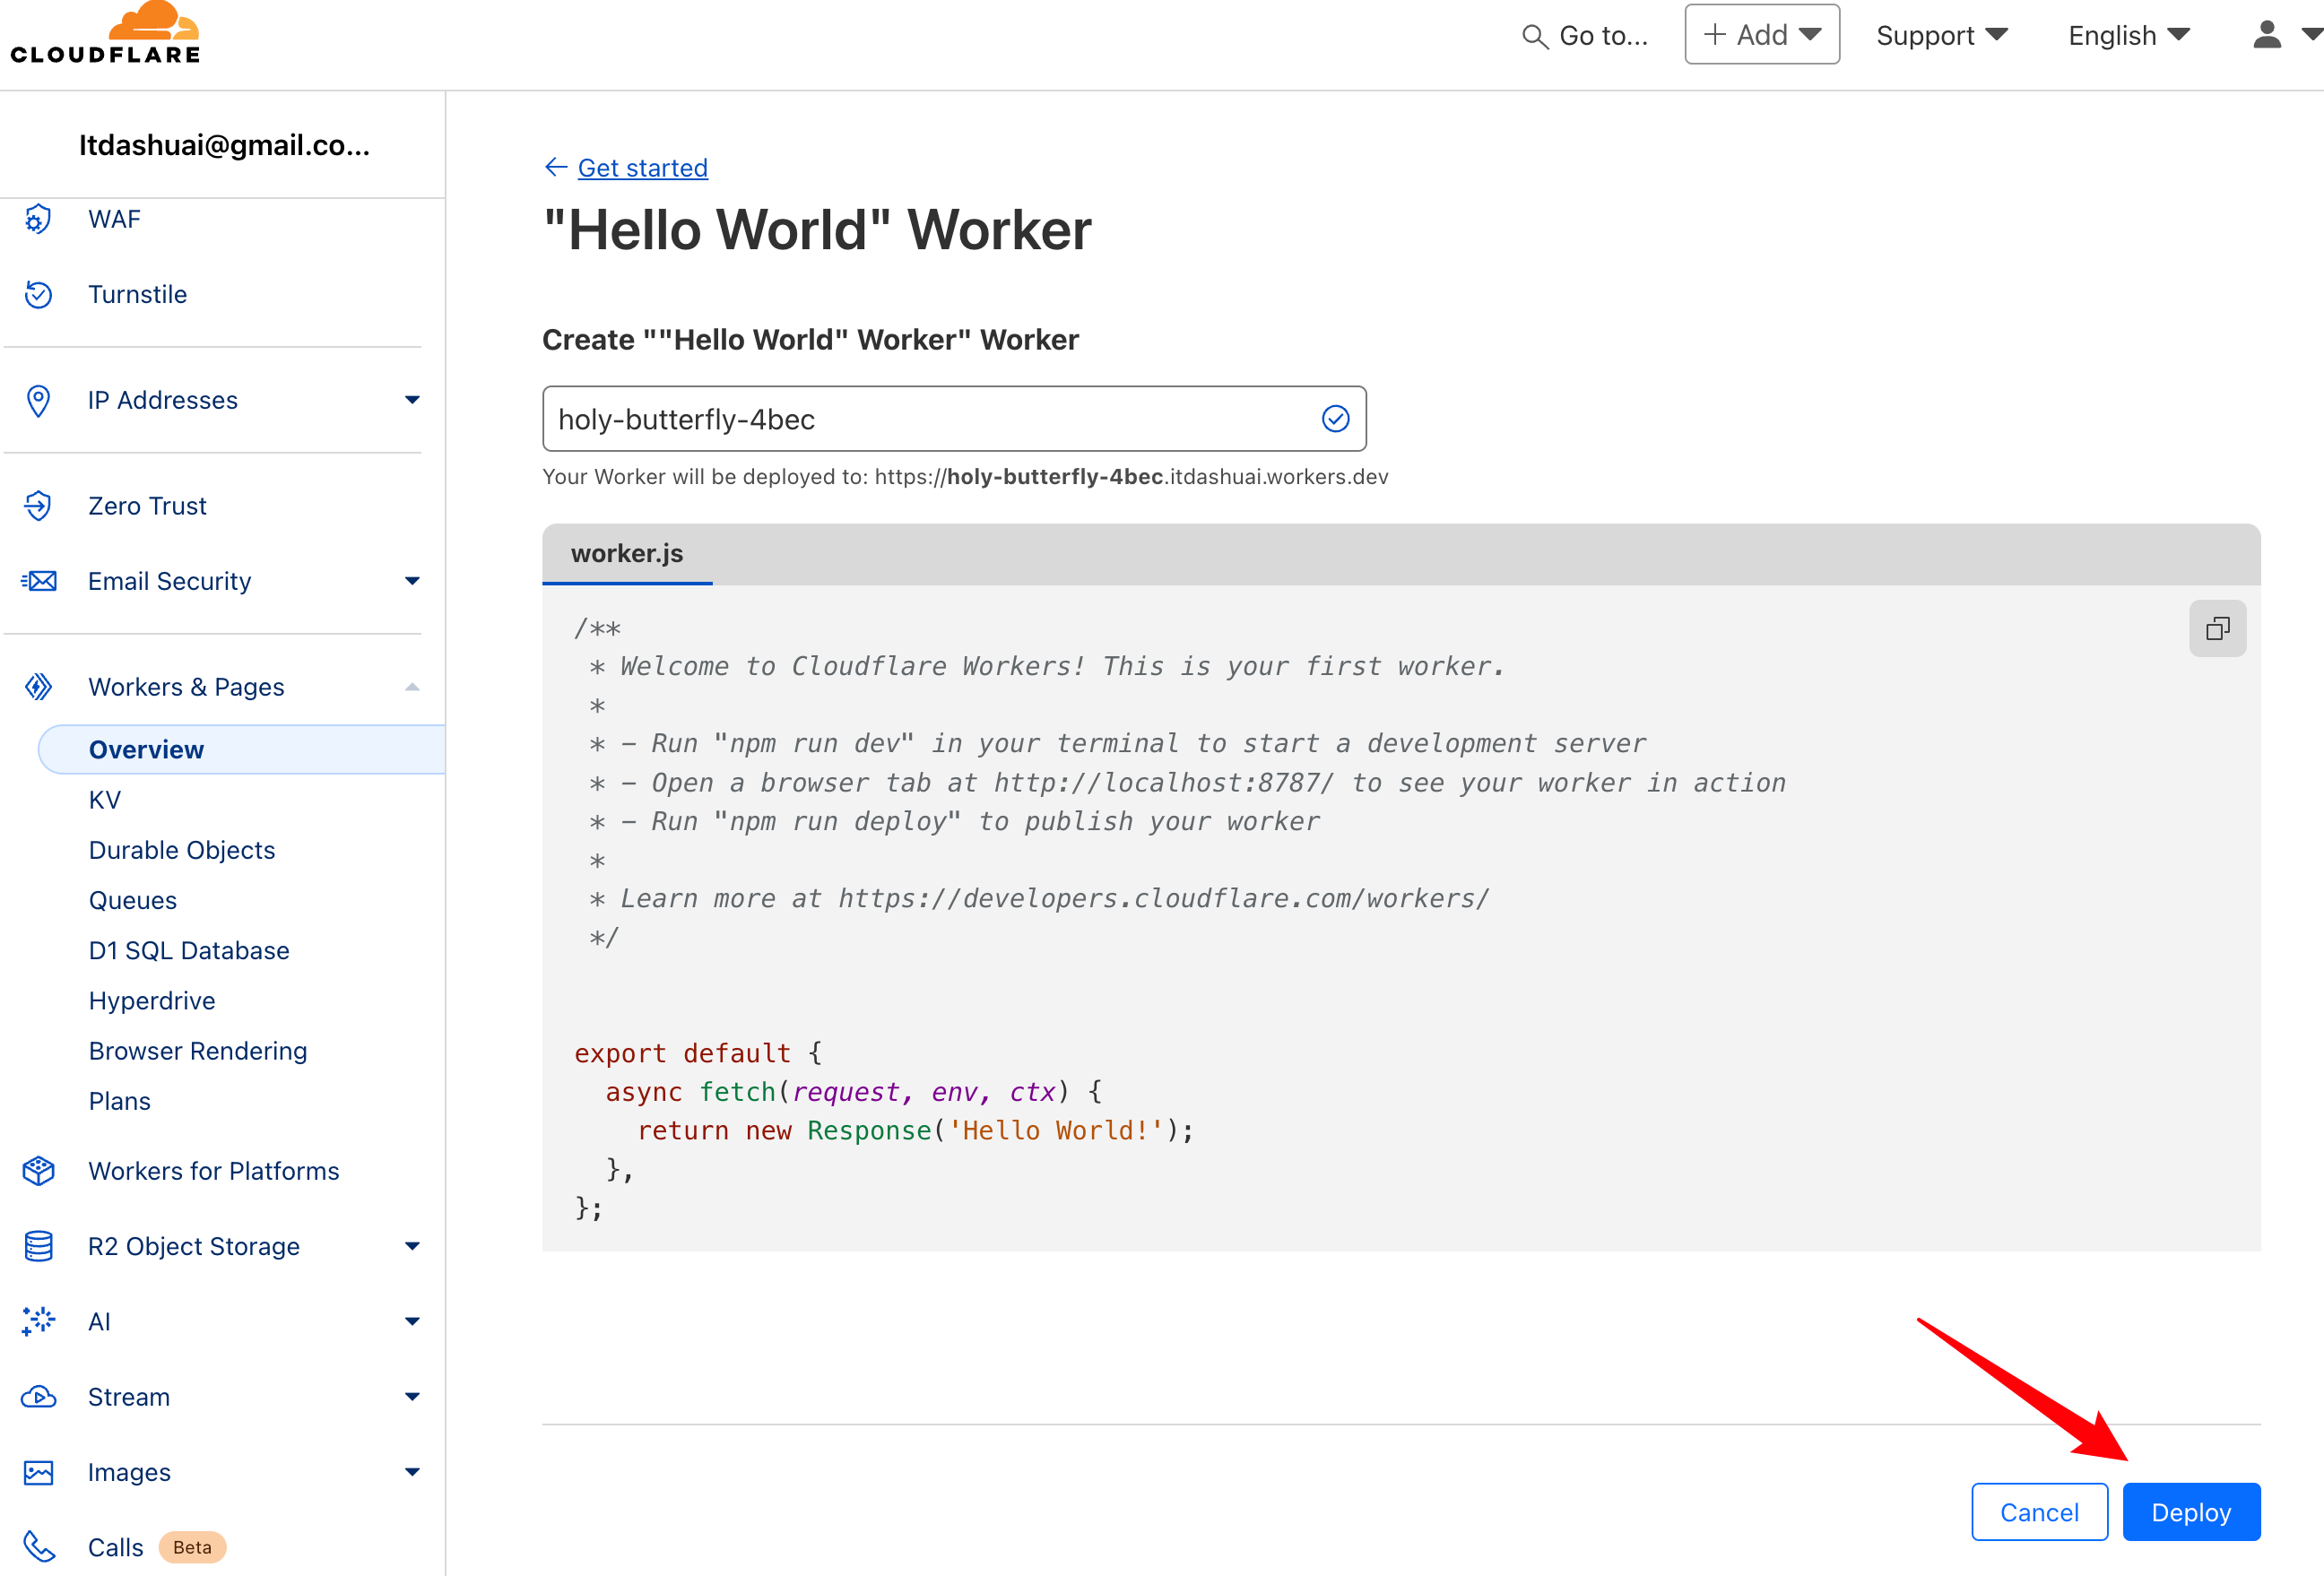 CLOUDFLARE
Go to...
+ Add
Support
English
ltdashuai@gmail.co...
WAF
Turnstile
IP Addresses
Zero Trust
Email Security
Workers & Pages
Overview
KV
Durable Objects
Queues
D1 SQL Database
Hyperdrive
Browser Rendering
Plans
Workers for Platforms
R2 Object Storage
AI
Stream
Images
Calls Beta
← Get started
"Hello World" Worker
Create ""Hello World" Worker" Worker
holy-butterfly-4bec
Your Worker will be deployed to: https://holy-butterfly-4bec.itdashuai.workers.dev
worker.js
/**
 * Welcome to Cloudflare Workers! This is your first worker.
 *
 * - Run "npm run dev" in your terminal to start a development server
 * - Open a browser tab at http://localhost:8787/ to see your worker in action
 * - Run "npm run deploy" to publish your worker
 *
 * Learn more at https://developers.cloudflare.com/workers/
 */
export default {
  async fetch(request, env, ctx) {
    return new Response('Hello World!');
  },
};
Cancel
Deploy